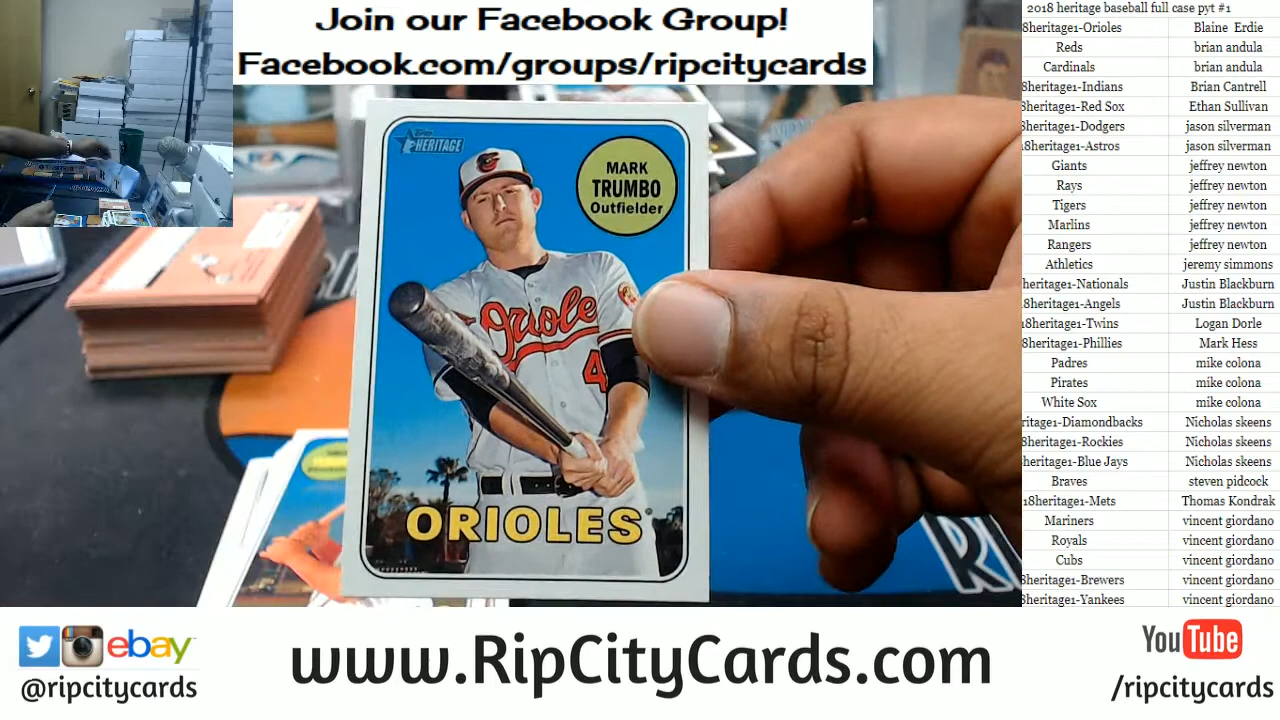 Join our Facebook Group!
Facebook.com/groups/ripcitycards
2018 heritage baseball full case pyt #1
8heritage1-Orioles Blaine Erdie
Reds brian andula
Cardinals brian andula
8heritage1-Indians Brian Cantrell
8heritage1-Red Sox Ethan Sullivan
8heritage1-Dodgers jason silverman
8heritage1-Astros jason silverman
Giants jeffrey newton
Rays jeffrey newton
Tigers jeffrey newton
Marlins jeffrey newton
Rangers jeffrey newton
Athletics jeremy simmons
heritage1-Nationals Justin Blackburn
18heritage1-Angels Justin Blackburn
18heritage1-Twins Logan Dorle
8heritage1-Phillies Mark Hess
Padres mike colona
Pirates mike colona
White Sox mike colona
ritage1-Diamondbacks Nicholas skeens
8heritage1-Rockies Nicholas skeens
heritage1-Blue Jays Nicholas skeens
Braves steven pidcock
18heritage1-Mets Thomas Kondrak
Mariners vincent giordano
Royals vincent giordano
Cubs vincent giordano
8heritage1-Brewers vincent giordano
8heritage1-Yankees vincent giordano
Topps
HERITAGE
MARK
TRUMBO
Outfielder
Orioles
4
ORIOLES
ebay
@ripcitycards
www.RipCityCards.com
YouTube
/ripcitycards